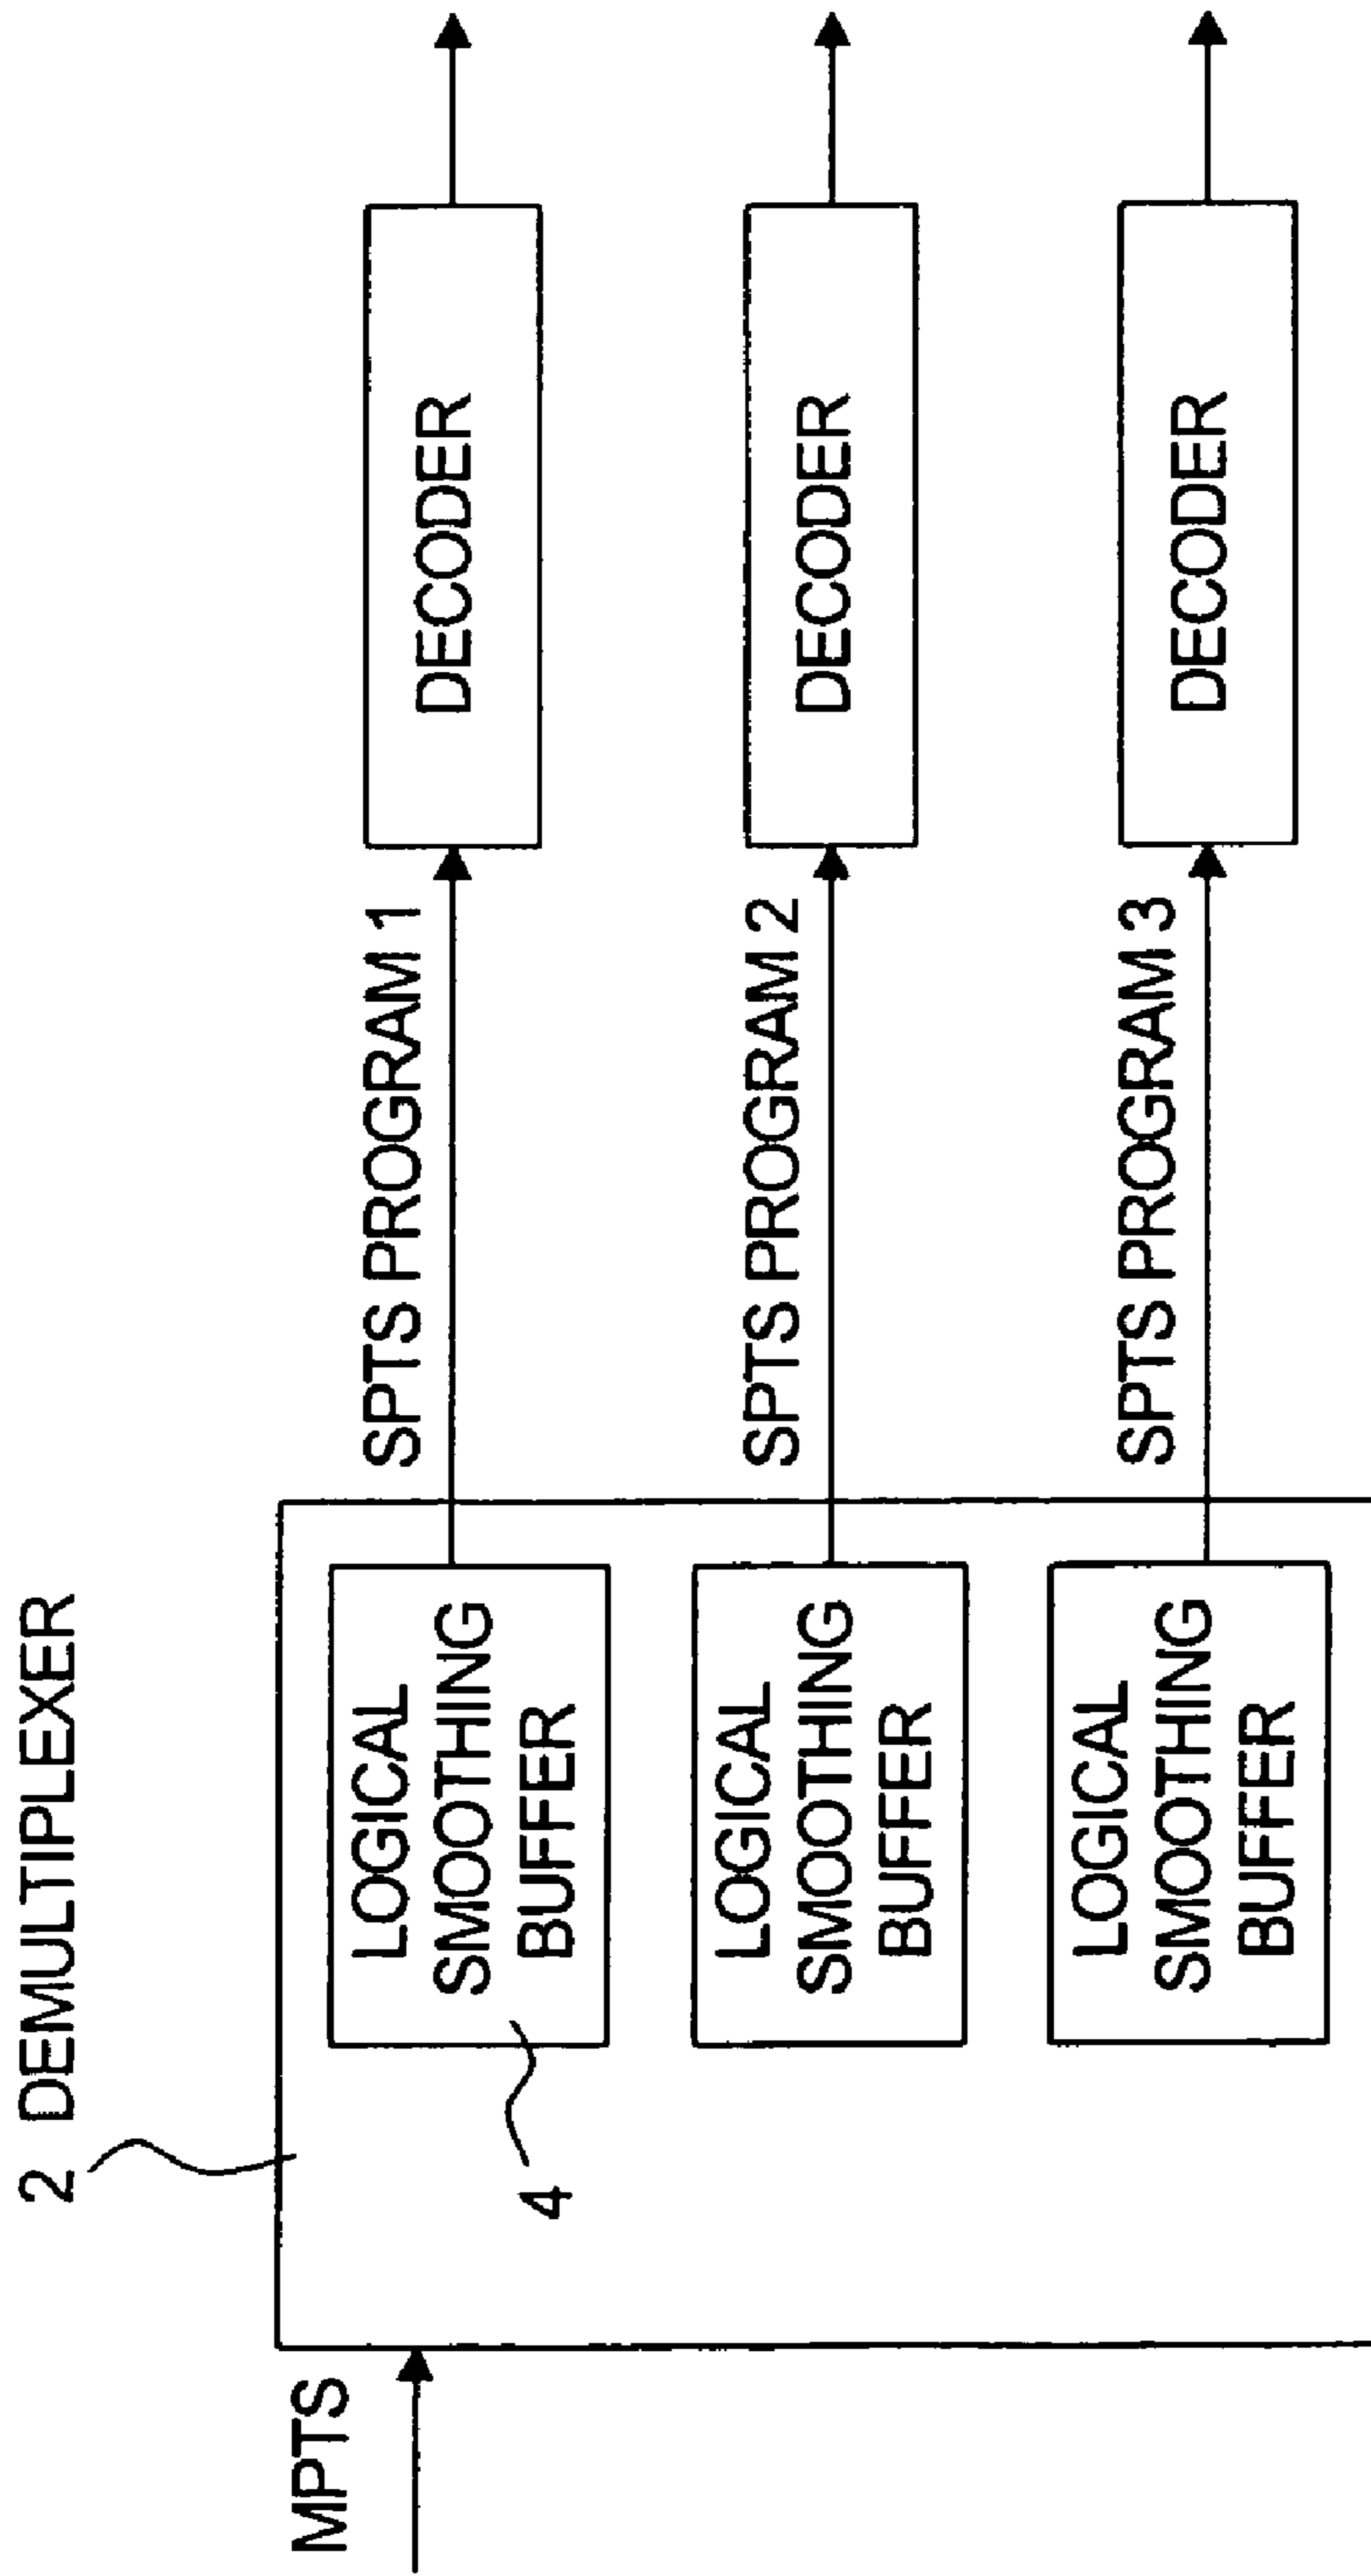 2 DEMULTIPLEXER
MPTS
4
LOGICAL
SMOOTHING
BUFFER
SPTS PROGRAM 1
DECODER
LOGICAL
SMOOTHING
BUFFER
SPTS PROGRAM 2
DECODER
LOGICAL
SMOOTHING
BUFFER
SPTS PROGRAM 3
DECODER